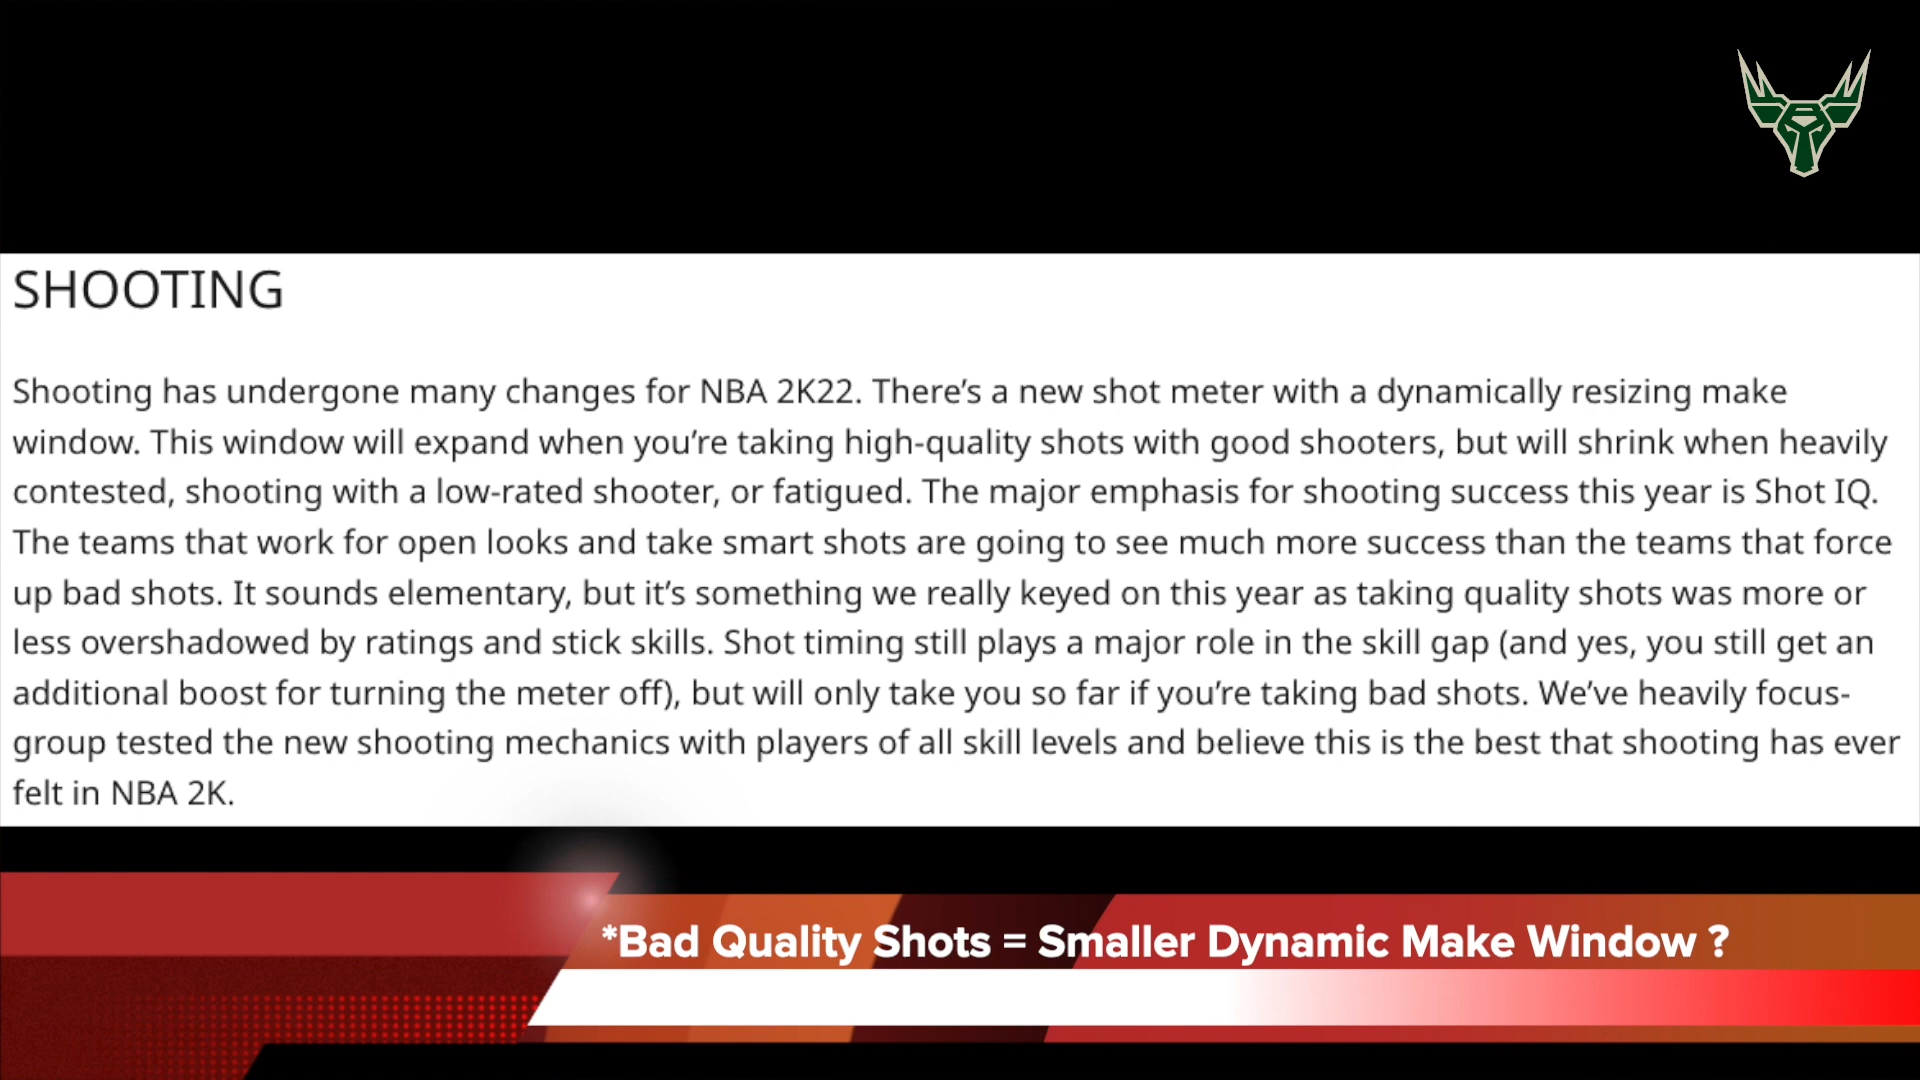 SHOOTING
Shooting has undergone many changes for NBA 2K22. There’s a new shot meter with a dynamically resizing make
window. This window will expand when you’re taking high-quality shots with good shooters, but will shrink when heavily
contested, shooting with a low-rated shooter, or fatigued. The major emphasis for shooting success this year is Shot IQ.
The teams that work for open looks and take smart shots are going to see much more success than the teams that force
up bad shots. It sounds elementary, but it’s something we really keyed on this year as taking quality shots was more or
less overshadowed by ratings and stick skills. Shot timing still plays a major role in the skill gap (and yes, you still get an
additional boost for turning the meter off), but will only take you so far if you’re taking bad shots. We’ve heavily focus-
group tested the new shooting mechanics with players of all skill levels and believe this is the best that shooting has ever
felt in NBA 2K.
*Bad Quality Shots = Smaller Dynamic Make Window ?